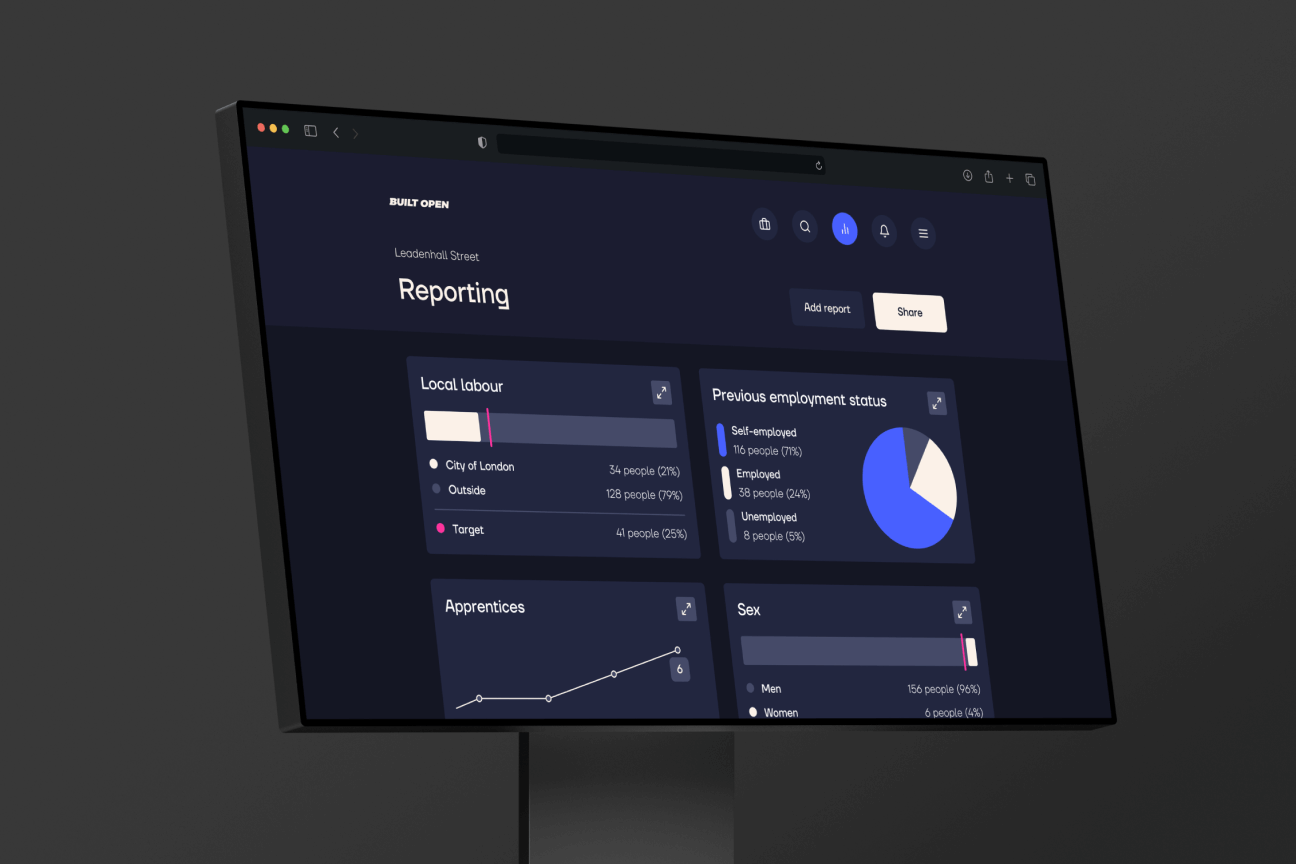 BUILT OPEN
Leadenhall Street
Reporting
Add report
Share
Local labour
City of London 34 people (21%)
Outside 128 people (79%)
Target 41 people (25%)
Previous employment status
Self-employed
116 people (71%)
Employed
38 people (24%)
Unemployed
8 people (5%)
Apprentices
6
Sex
Men 156 people (96%)
Women 6 people (4%)